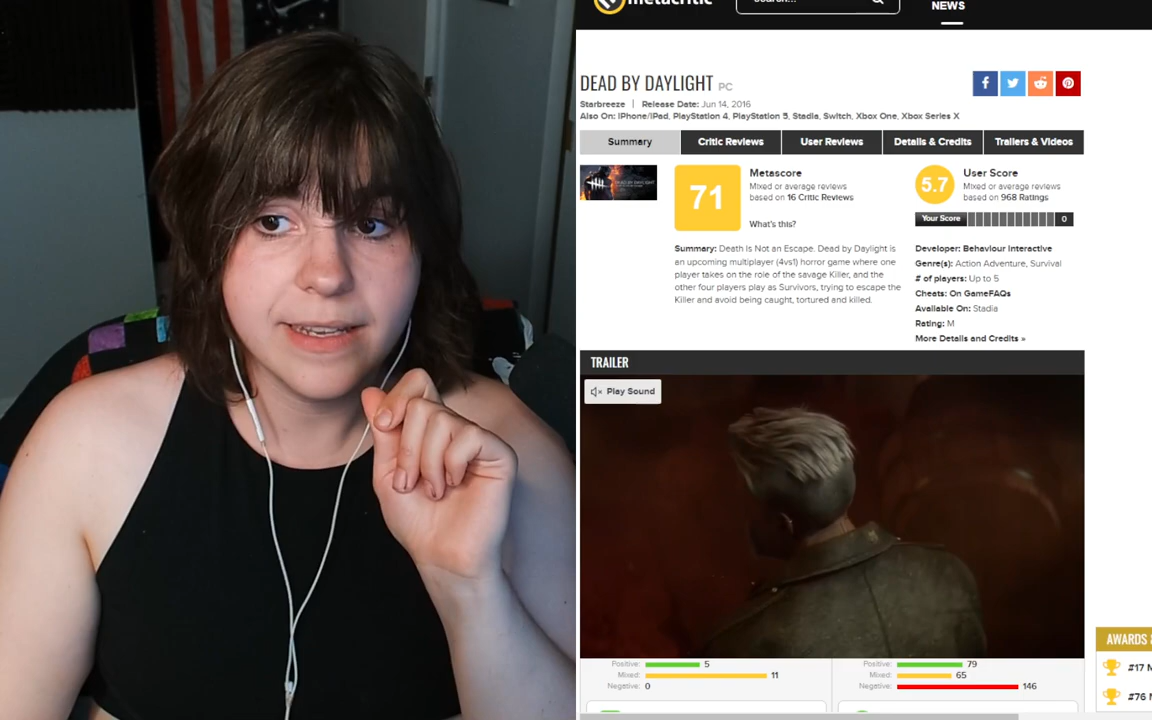 metacritic
Search...
NEWS
DEAD BY DAYLIGHT PC
Starbreeze | Release Date: Jun 14, 2016
Also On: iPhone/iPad, PlayStation 4, PlayStation 5, Stadia, Switch, Xbox One, Xbox Series X
Summary
Critic Reviews
User Reviews
Details & Credits
Trailers & Videos
DEAD BY DAYLIGHT
71
Metascore
Mixed or average reviews
based on 16 Critic Reviews
What's this?
Summary: Death Is Not an Escape. Dead by Daylight is
an upcoming multiplayer (4vs1) horror game where one
player takes on the role of the savage Killer, and the
other four players play as Survivors, trying to escape the
Killer and avoid being caught, tortured and killed.
5.7
User Score
Mixed or average reviews
based on 968 Ratings
Your Score 0
Developer: Behaviour Interactive
Genre(s): Action Adventure, Survival
# of players: Up to 5
Cheats: On GameFAQs
Available On: Stadia
Rating: M
More Details and Credits »
TRAILER
Play Sound
Positive: 5
Mixed: 11
Negative: 0
Positive: 79
Mixed: 65
Negative: 146
AWARDS &
#17
#76